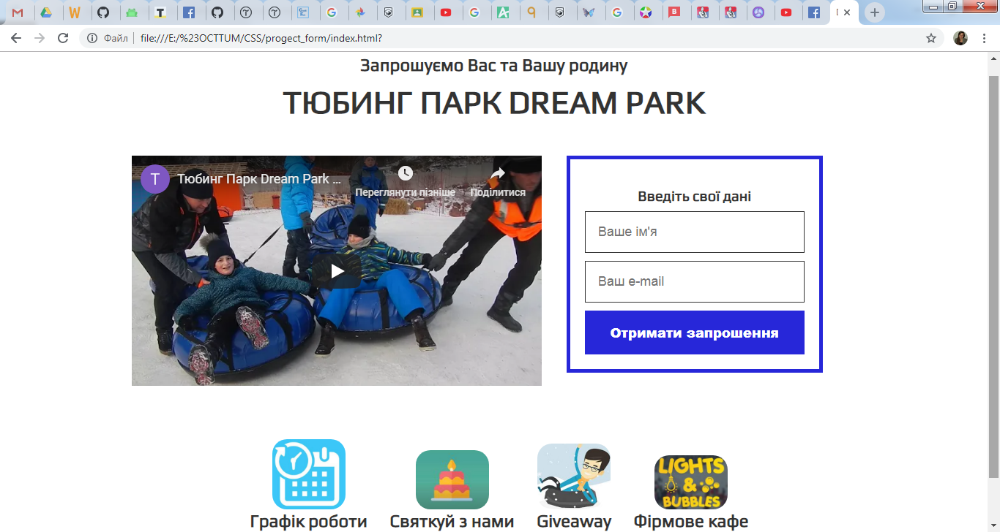 Файл
file:///E:/%23OCTTUM/CSS/progect_form/index.html?
Запрошуємо Вас та Вашу родину
ТЮБИНГ ПАРК DREAM PARK
Т
Тюбинг Парк Dream Park ...
Переглянути пізніше
Поділитися
Введіть свої дані
Ваше ім'я
Ваш e-mail
Отримати запрошення
LIGHTS
&
BUBBLES
Графік роботи
Святкуй з нами
Giveaway
Фірмове кафе